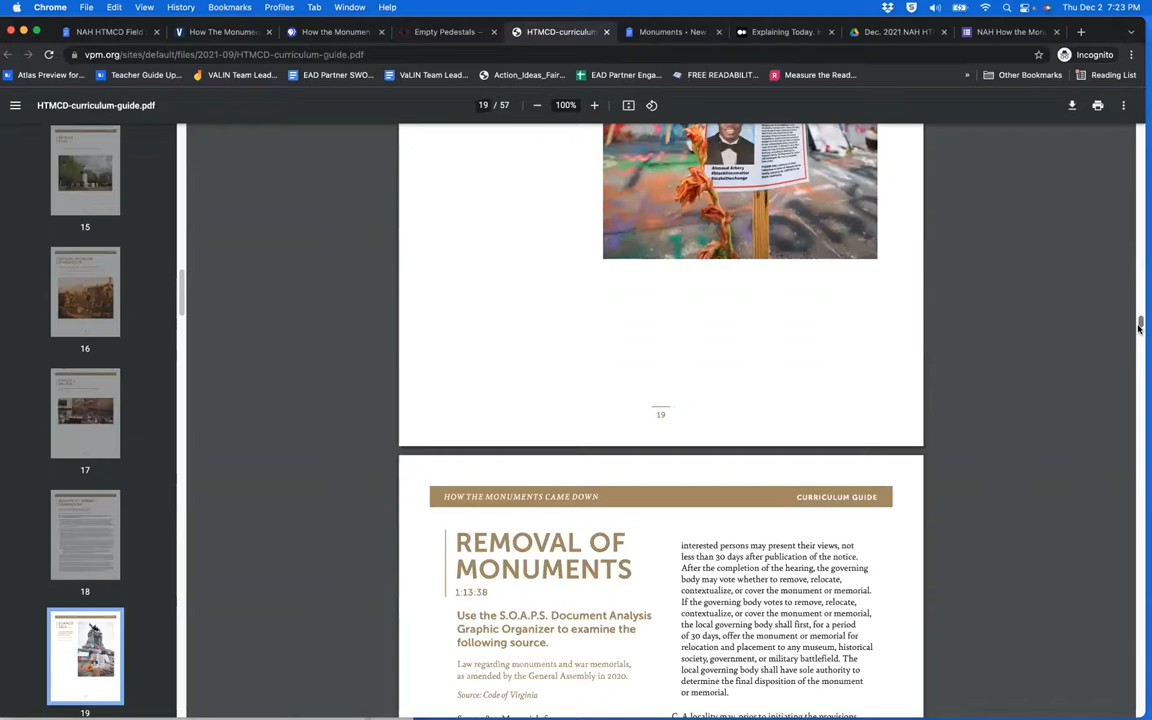 Chrome File Edit View History Bookmarks Profiles Tab Window Help Thu Dec 2 7:23 PM
NAH HTMCD Field How The Monumen How the Monumen Empty Pedestals – HTMCD-curriculum Monuments - New Explaining Today. Dec. 2021 NAH HT NAH How the Mon
vpm.org/sites/default/files/2021-09/HTMCD-curriculum-guide.pdf Incognito
Atlas Preview for... Teacher Guide Up... VALIN Team Lead... EAD Partner SWO... VaLIN Team Lead... Action_Ideas_Fair... EAD Partner Enga... FREE READABILIT... Measure the Read... » Other Bookmarks Reading List
HTMCD-curriculum-guide.pdf 19 / 57 100%
15
16
17
18
19
Ahmaud Arbery
#blacklivesmatter
#makethechange
19
HOW THE MONUMENTS CAME DOWN CURRICULUM GUIDE
REMOVAL OF
MONUMENTS
1:13:38
Use the S.O.A.P.S. Document Analysis
Graphic Organizer to examine the
following source.
Law regarding monuments and war memorials,
as amended by the General Assembly in 2020.
Source: Code of Virginia
interested persons may present their views, not
less than 30 days after publication of the notice.
After the completion of the hearing, the governing
body may vote whether to remove, relocate,
contextualize, or cover the monument or memorial.
If the governing body votes to remove, relocate,
contextualize, or cover the monument or memorial,
the local governing body shall first, for a period
of 30 days, offer the monument or memorial for
relocation and placement to any museum, historical
society, government, or military battlefield. The
local governing body shall have sole authority to
determine the final disposition of the monument
or memorial.
C. A locality may, prior to initiating the provisions